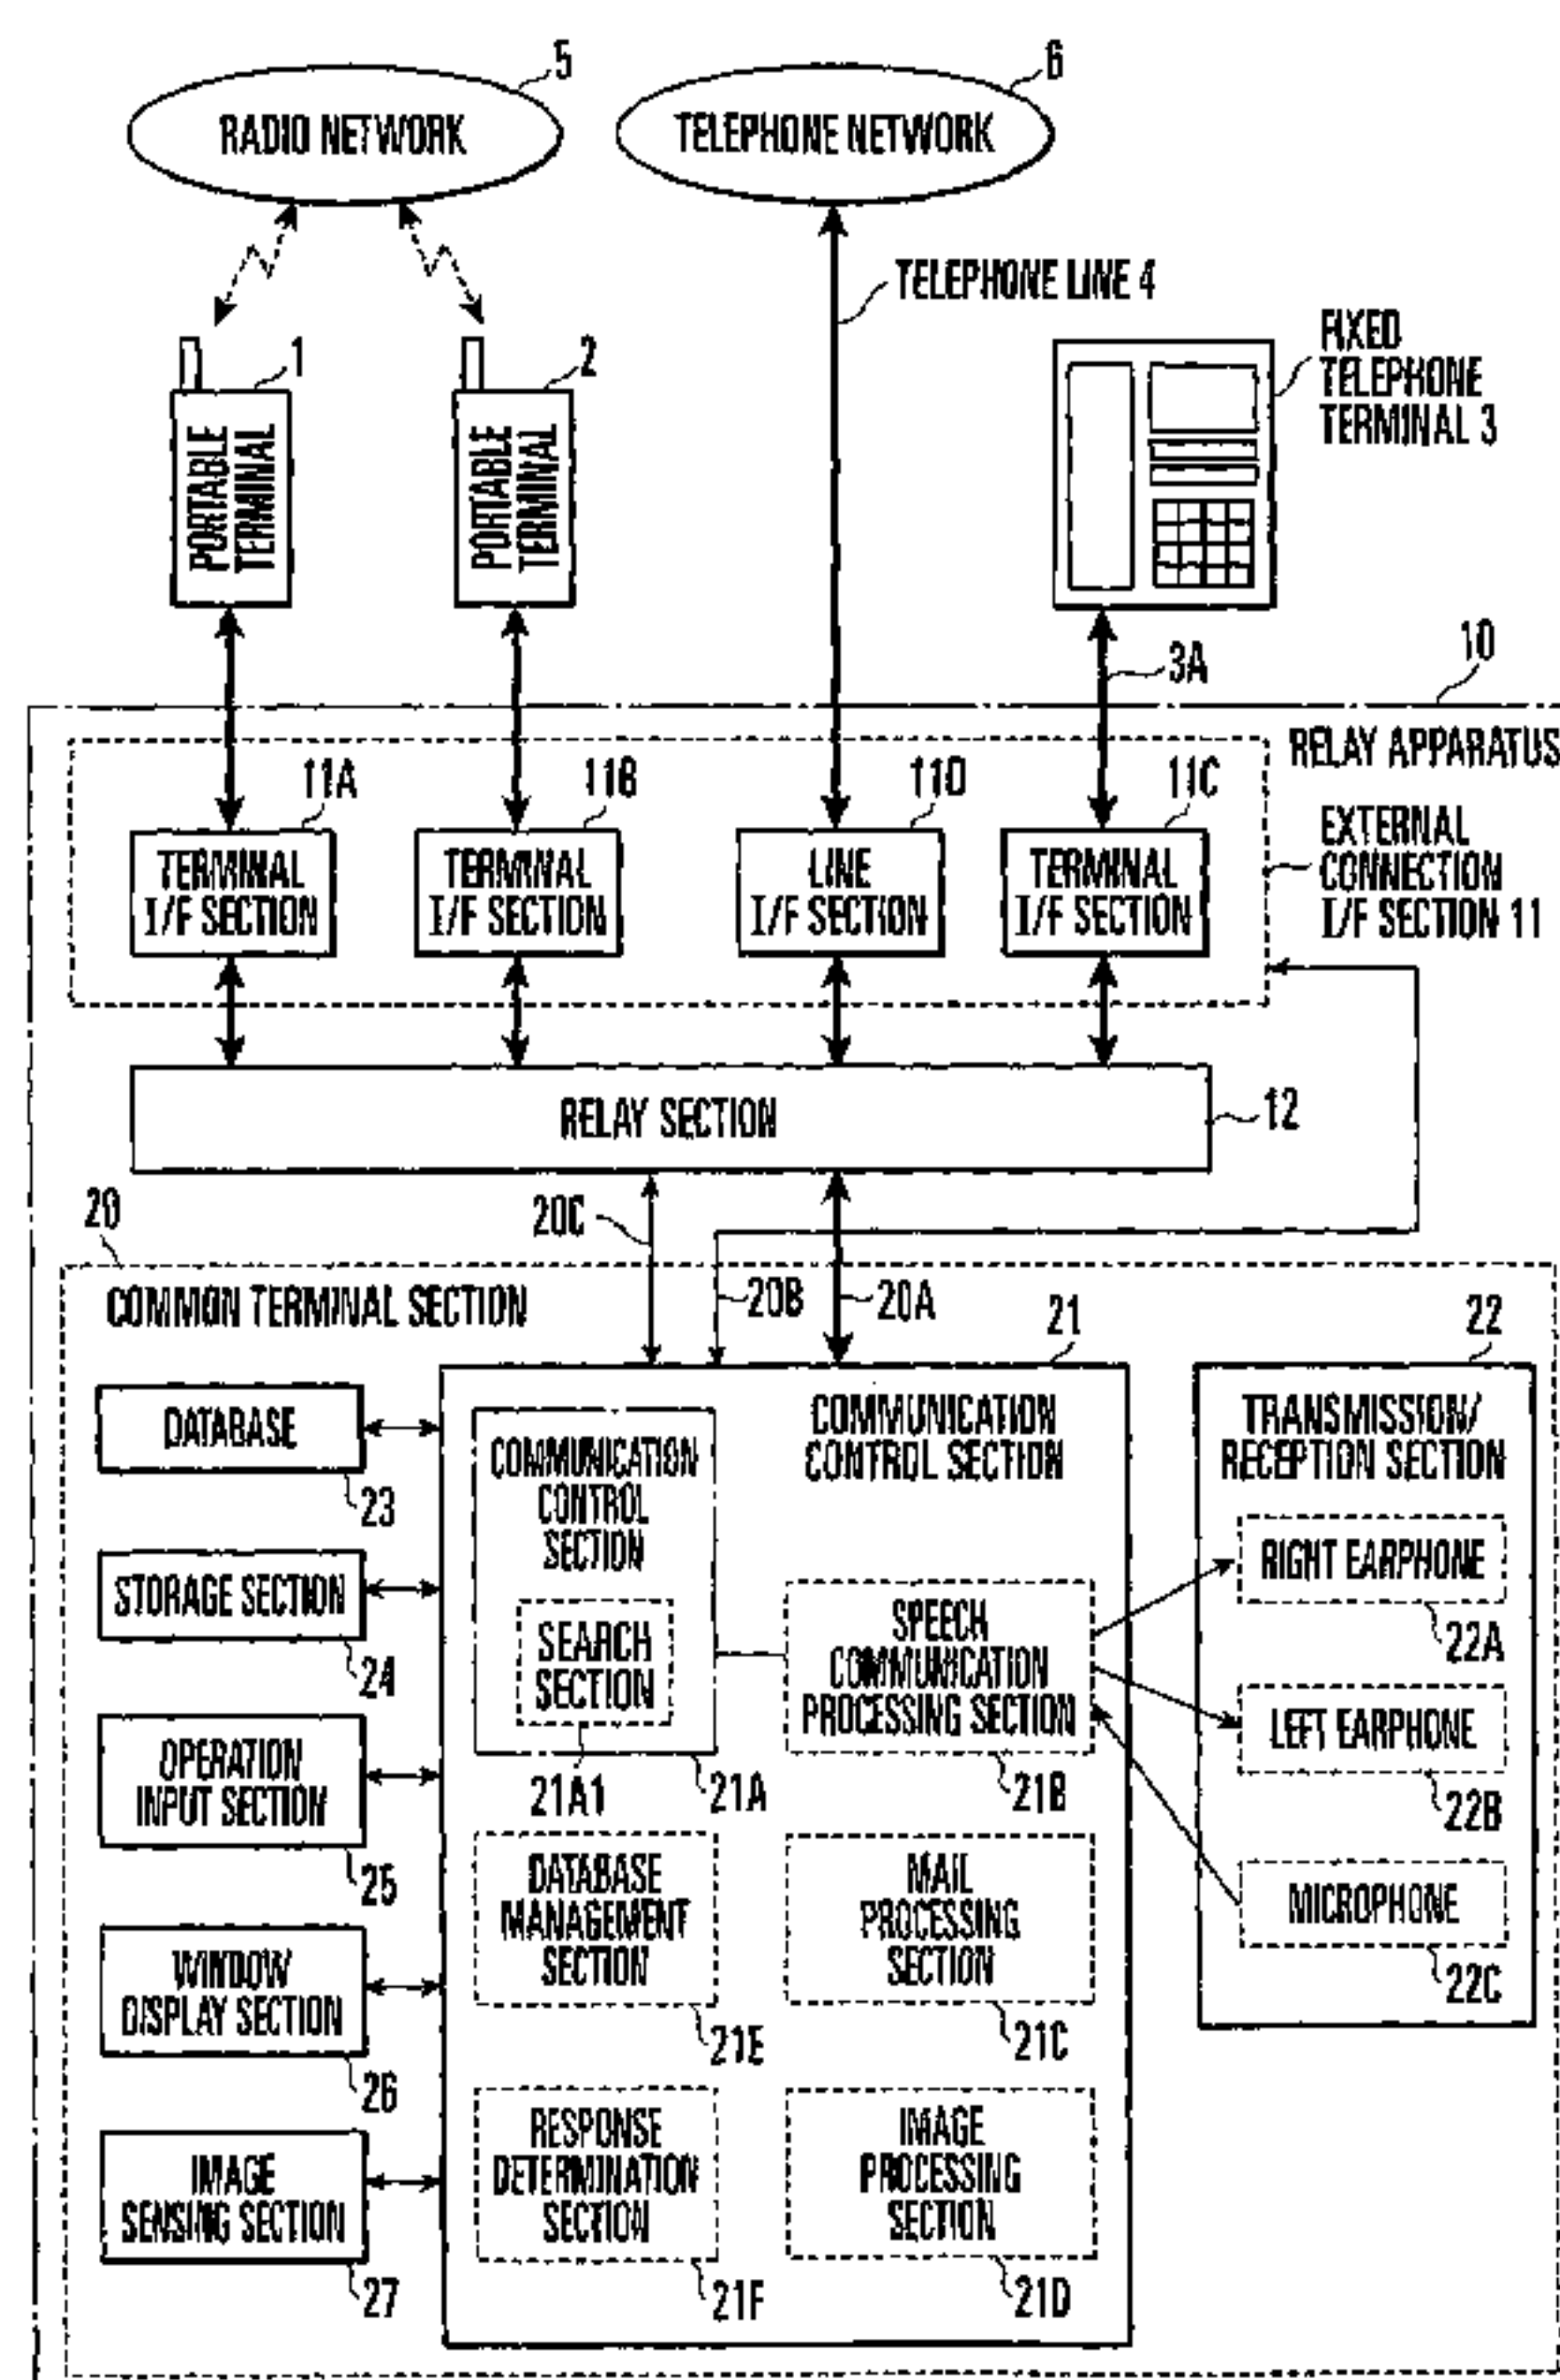 5
6
RADIO NETWORK
TELEPHONE NETWORK
TELEPHONE LINE 4
FIXED
TELEPHONE
TERMINAL 3
1
2
PORTABLE
TERMINAL
PORTABLE
TERMINAL
3A
10
RELAY APPARATUS
11A
11B
11D
11C
TERMINAL
I/F SECTION
TERMINAL
I/F SECTION
LINE
I/F SECTION
TERMINAL
I/F SECTION
EXTERNAL
CONNECTION
I/F SECTION 11
RELAY SECTION
12
20
20C
20B
20A
COMMON TERMINAL SECTION
21
22
DATABASE
23
STORAGE SECTION
24
OPERATION
INPUT SECTION
25
WINDOW
DISPLAY SECTION
26
IMAGE
SENSING SECTION
27
COMMUNICATION
CONTROL SECTION
COMMUNICATION
CONTROL
SECTION
SEARCH
SECTION
21A1
21A
SPEECH
COMMUNICATION
PROCESSING SECTION
21B
DATABASE
MANAGEMENT
SECTION
21E
MAIL
PROCESSING
SECTION
21C
RESPONSE
DETERMINATION
SECTION
21F
IMAGE
PROCESSING
SECTION
21D
TRANSMISSION/
RECEPTION SECTION
RIGHT EARPHONE
22A
LEFT EARPHONE
22B
MICROPHONE
22C